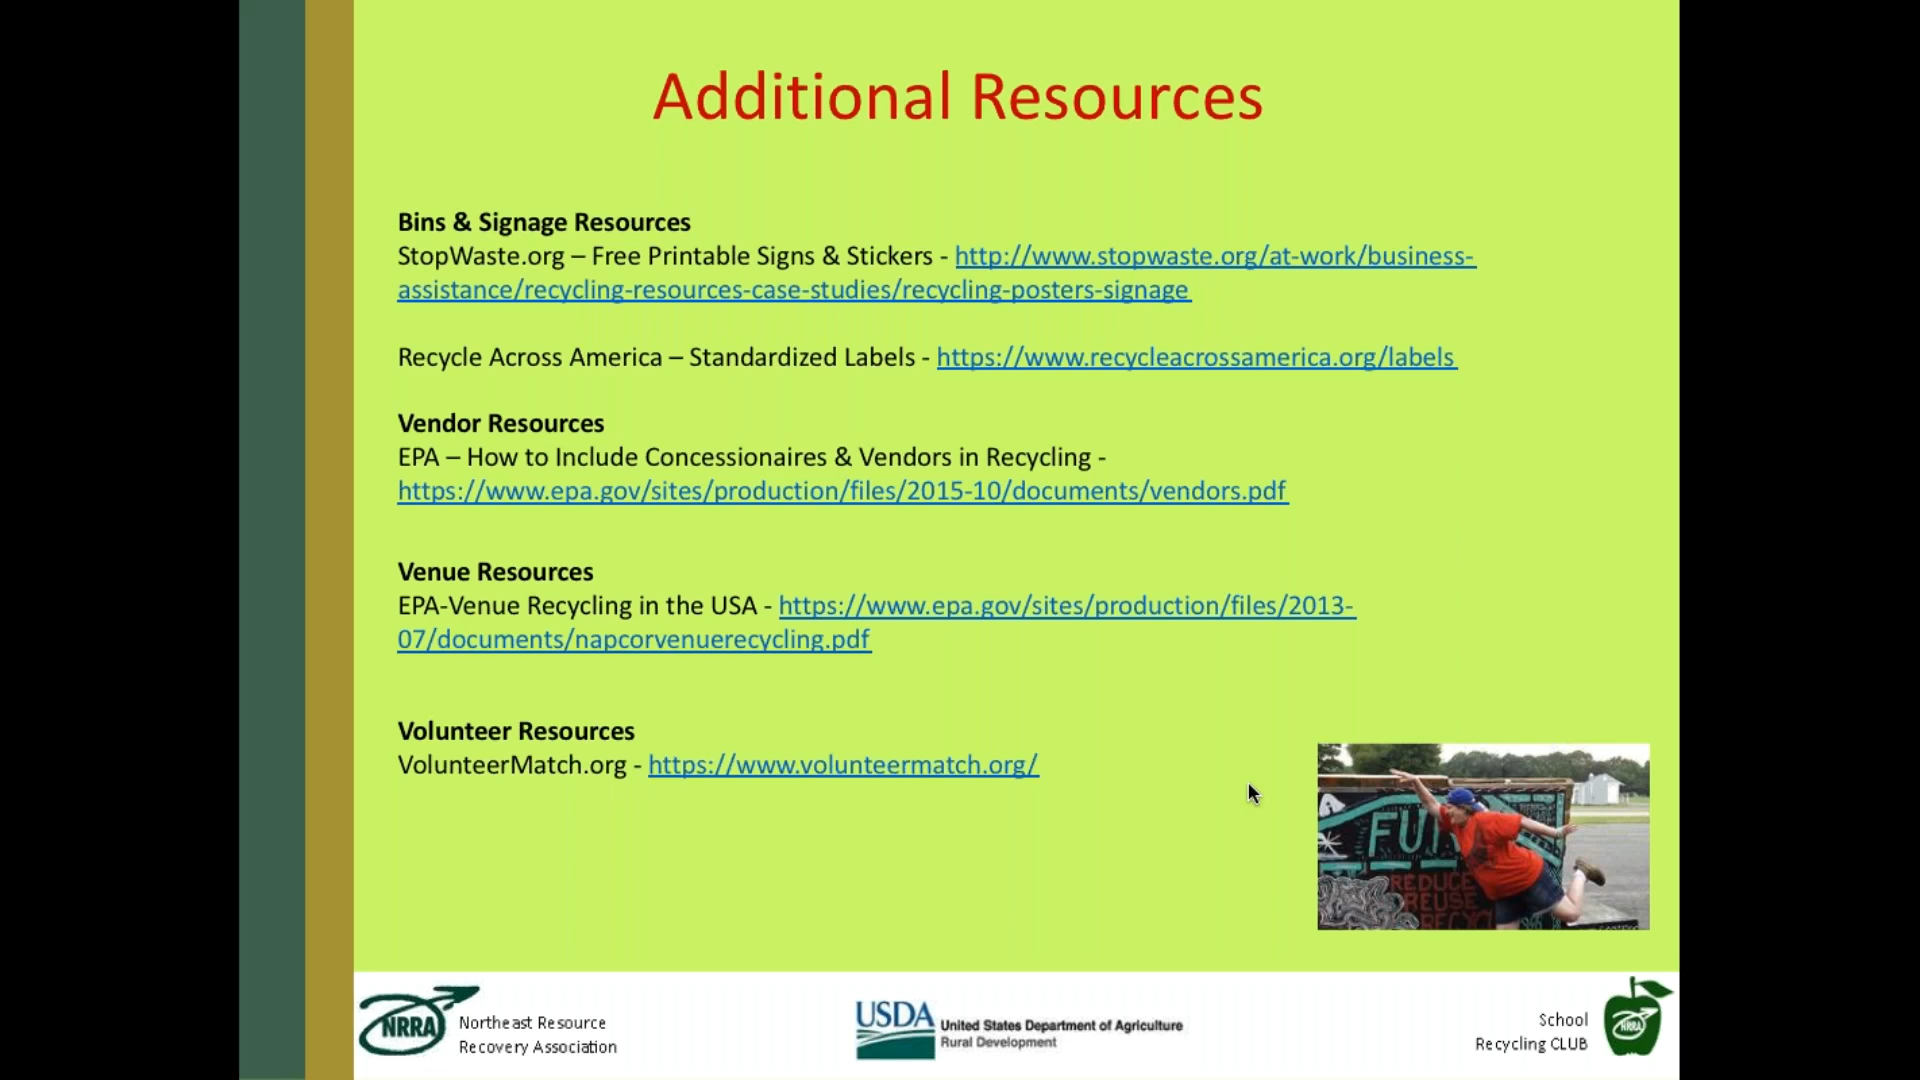 Additional Resources
Bins & Signage Resources
StopWaste.org – Free Printable Signs & Stickers - http://www.stopwaste.org/at-work/business-
assistance/recycling-resources-case-studies/recycling-posters-signage
Recycle Across America – Standardized Labels - https://www.recycleacrossamerica.org/labels
Vendor Resources
EPA – How to Include Concessionaires & Vendors in Recycling -
https://www.epa.gov/sites/production/files/2015-10/documents/vendors.pdf
Venue Resources
EPA-Venue Recycling in the USA - https://www.epa.gov/sites/production/files/2013-
07/documents/napcorvenuerecycling.pdf
Volunteer Resources
VolunteerMatch.org - https://www.volunteermatch.org/
REDUCE
REUSE
NRRA
Northeast Resource
Recovery Association
USDA
United States Department of Agriculture
Rural Development
School
Recycling CLUB
NRRA